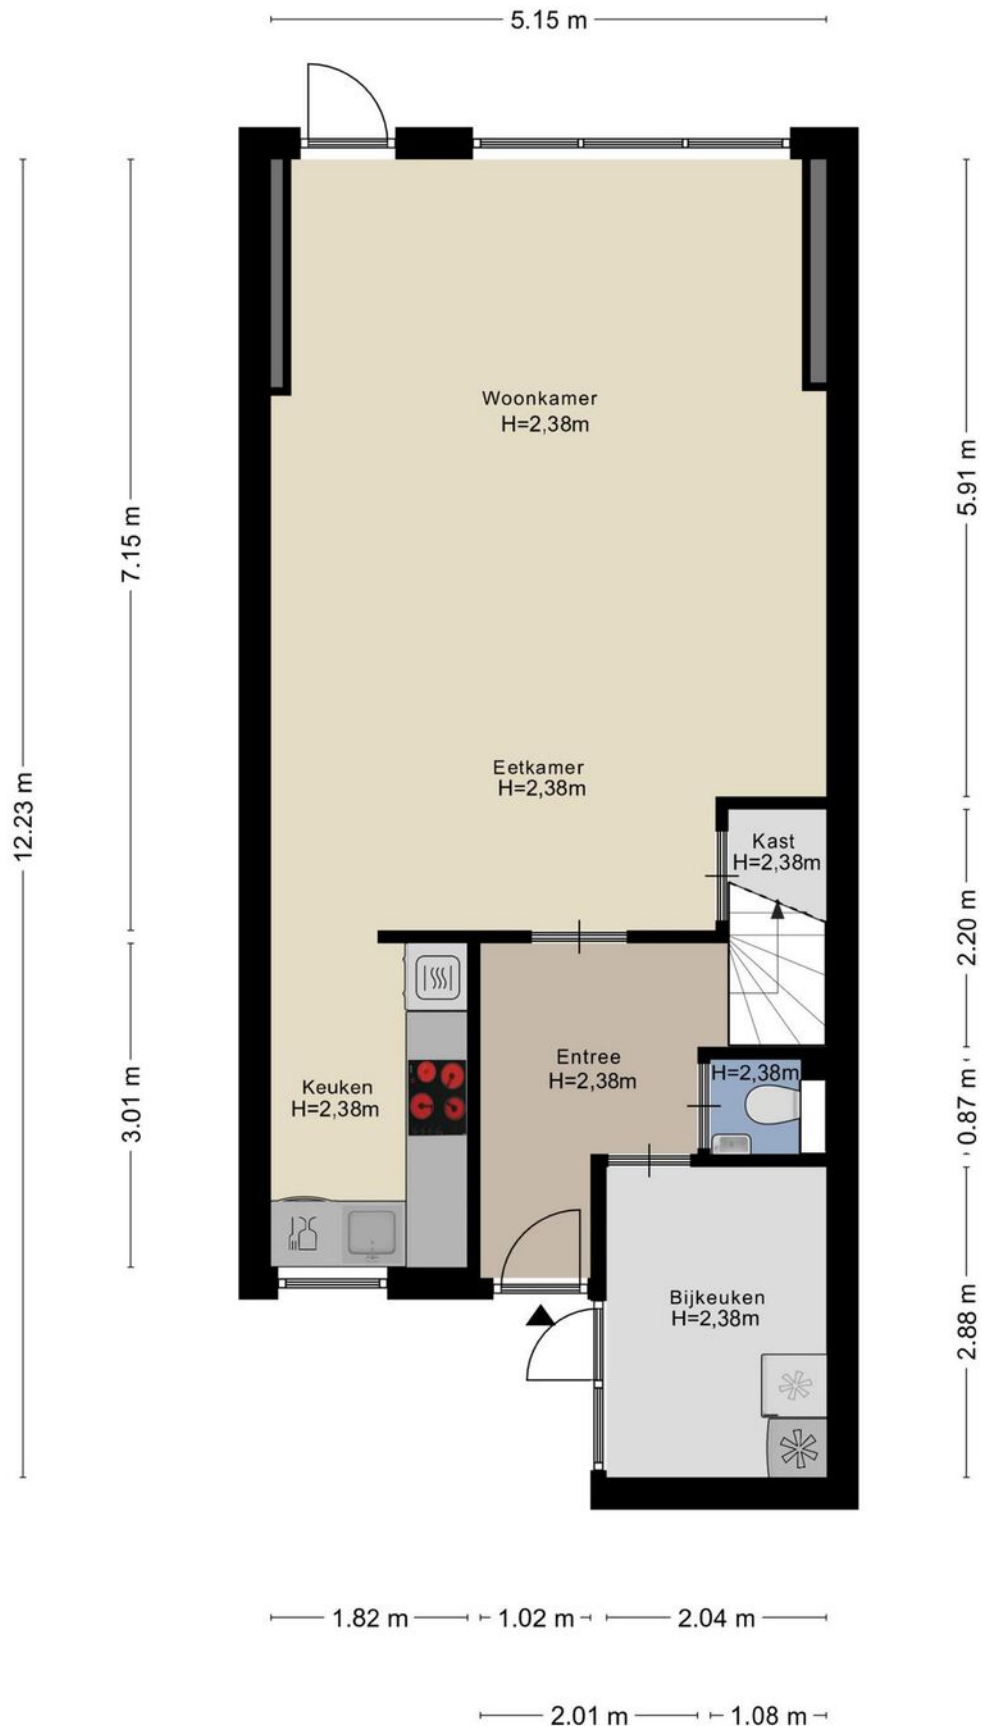 5.15 m
Woonkamer
H=2,38m
5.91 m
7.15 m
Eetkamer
H=2,38m
12.23 m
Kast
H=2,38m
2.20 m
Entree
H=2,38m
H=2,38m
Keuken
H=2,38m
3.01 m
0.87 m
Bijkeuken
H=2,38m
2.88 m
1.82 m
1.02 m
2.04 m
2.01 m
1.08 m